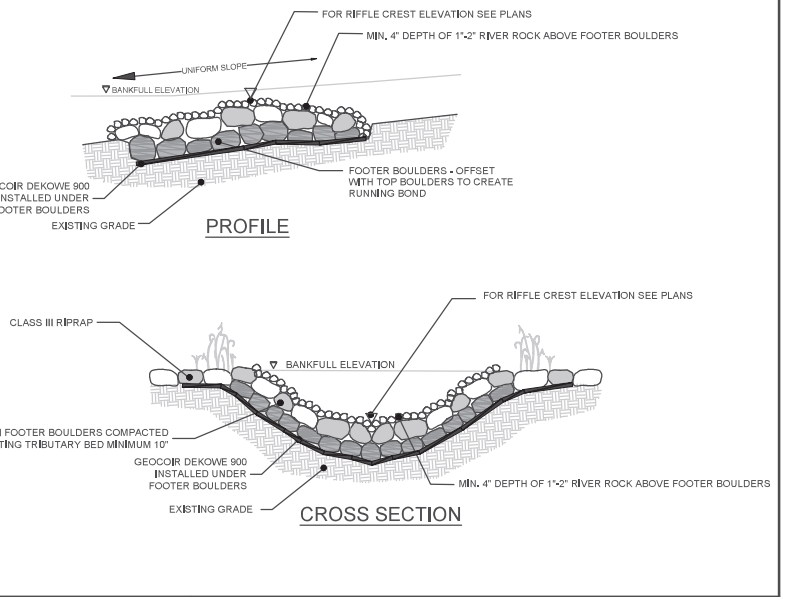 FOR RIFFLE CREST ELEVATION SEE PLANS
MIN. 4" DEPTH OF 1"-2" RIVER ROCK ABOVE FOOTER BOULDERS
UNIFORM SLOPE
BANKFULL ELEVATION
FOOTER BOULDERS - OFFSET
WITH TOP BOULDERS TO CREATE
RUNNING BOND
DEKOWE 900
INSTALLED UNDER
BOULDERS
EXISTING GRADE
PROFILE
FOR RIFFLE CREST ELEVATION SEE PLANS
CLASS III RIPRAP
BANKFULL ELEVATION
FOOTER BOULDERS COMPACTED
TRIBUTARY BED MINIMUM 10"
GEOCOIR DEKOWE 900
INSTALLED UNDER
FOOTER BOULDERS
MIN. 4" DEPTH OF 1"-2" RIVER ROCK ABOVE FOOTER BOULDERS
EXISTING GRADE
CROSS SECTION